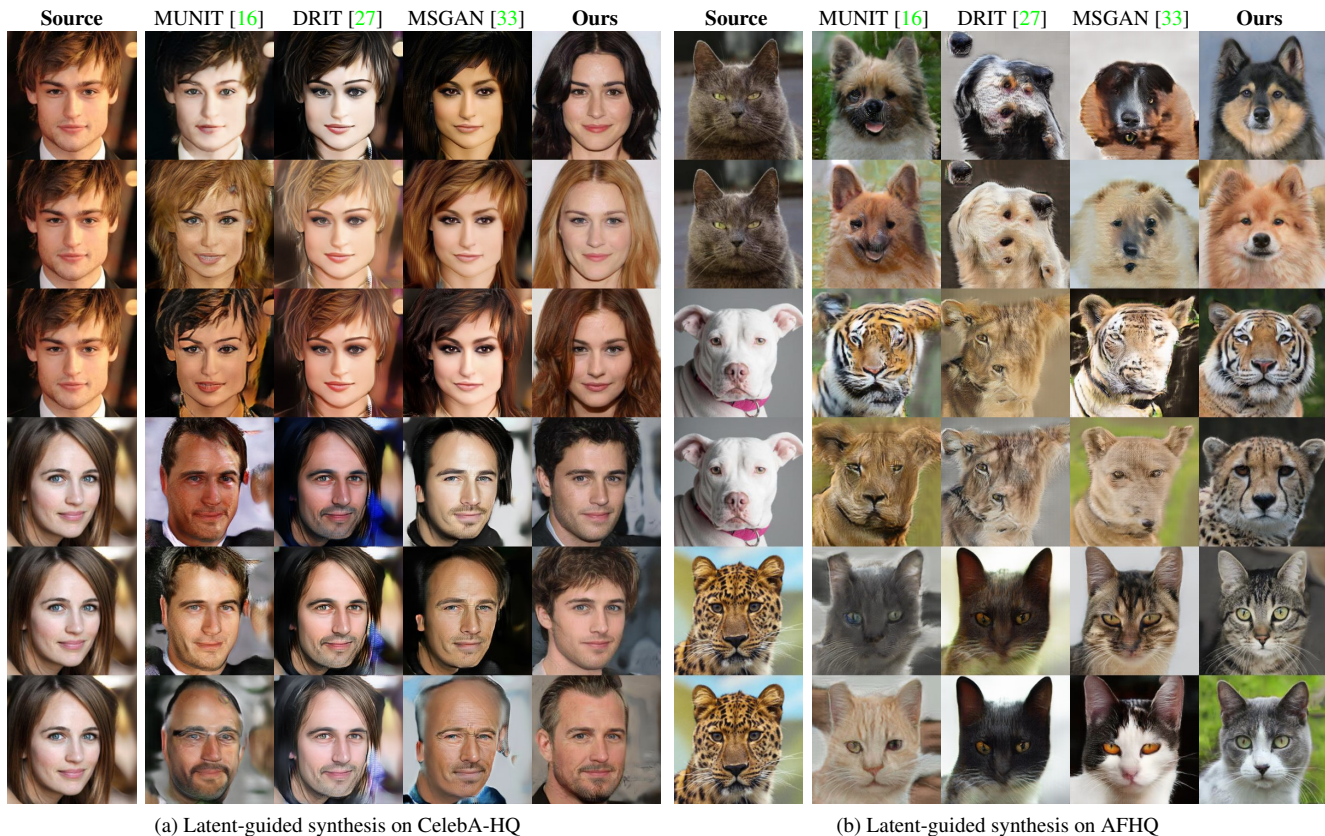 Source MUNIT [16] DRIT [27] MSGAN [33] Ours Source MUNIT [16] DRIT [27] MSGAN [33] Ours
(a) Latent-guided synthesis on CelebA-HQ (b) Latent-guided synthesis on AFHQ